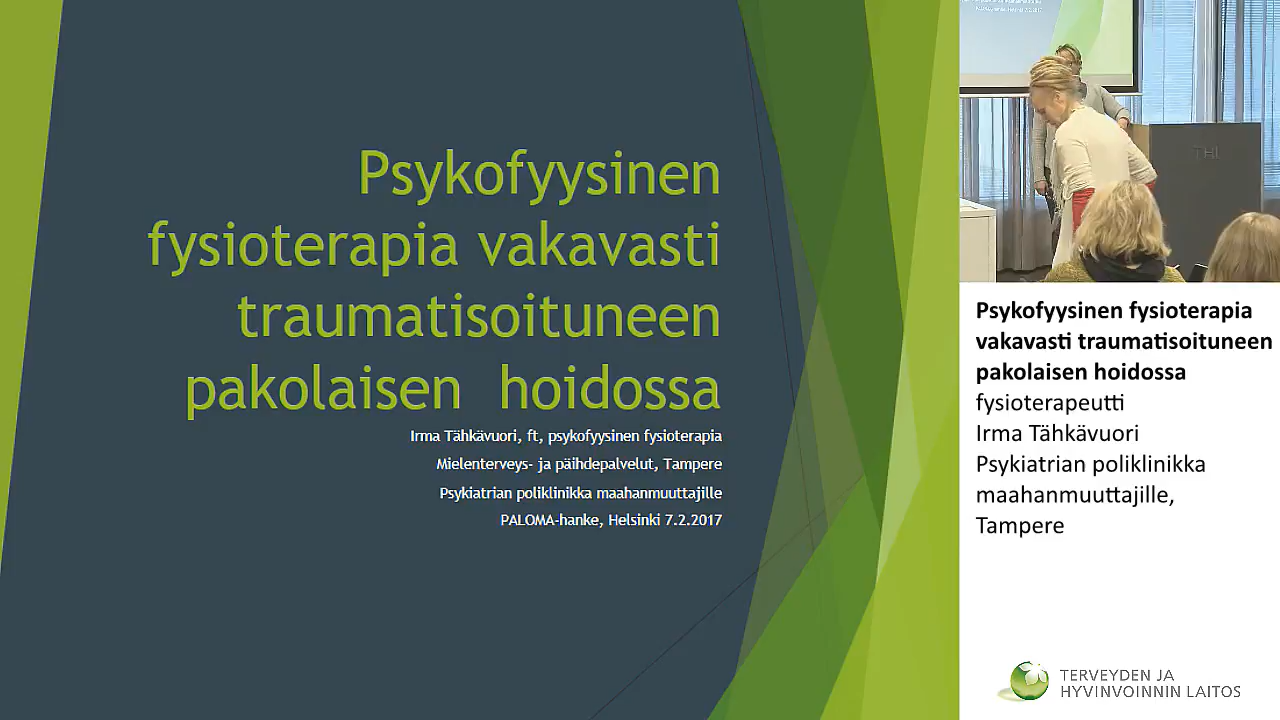 Psykofyysinen
fysioterapia vakavasti
traumatisoituneen
pakolaisen hoidossa
Irma Tähkävuori, ft, psykofyysinen fysioterapia
Mielenterveys- ja päihdepalvelut, Tampere
Psykiatrian poliklinikka maahanmuuttajille
PALOMA-hanke, Helsinki 7.2.2017
THL
Psykofyysinen fysioterapia
vakavasti traumatisoituneen
pakolaisen hoidossa
fysioterapeutti
Irma Tähkävuori
Psykiatrian poliklinikka
maahanmuuttajille,
Tampere
TERVEYDEN JA
HYVINVOINNIN LAITOS